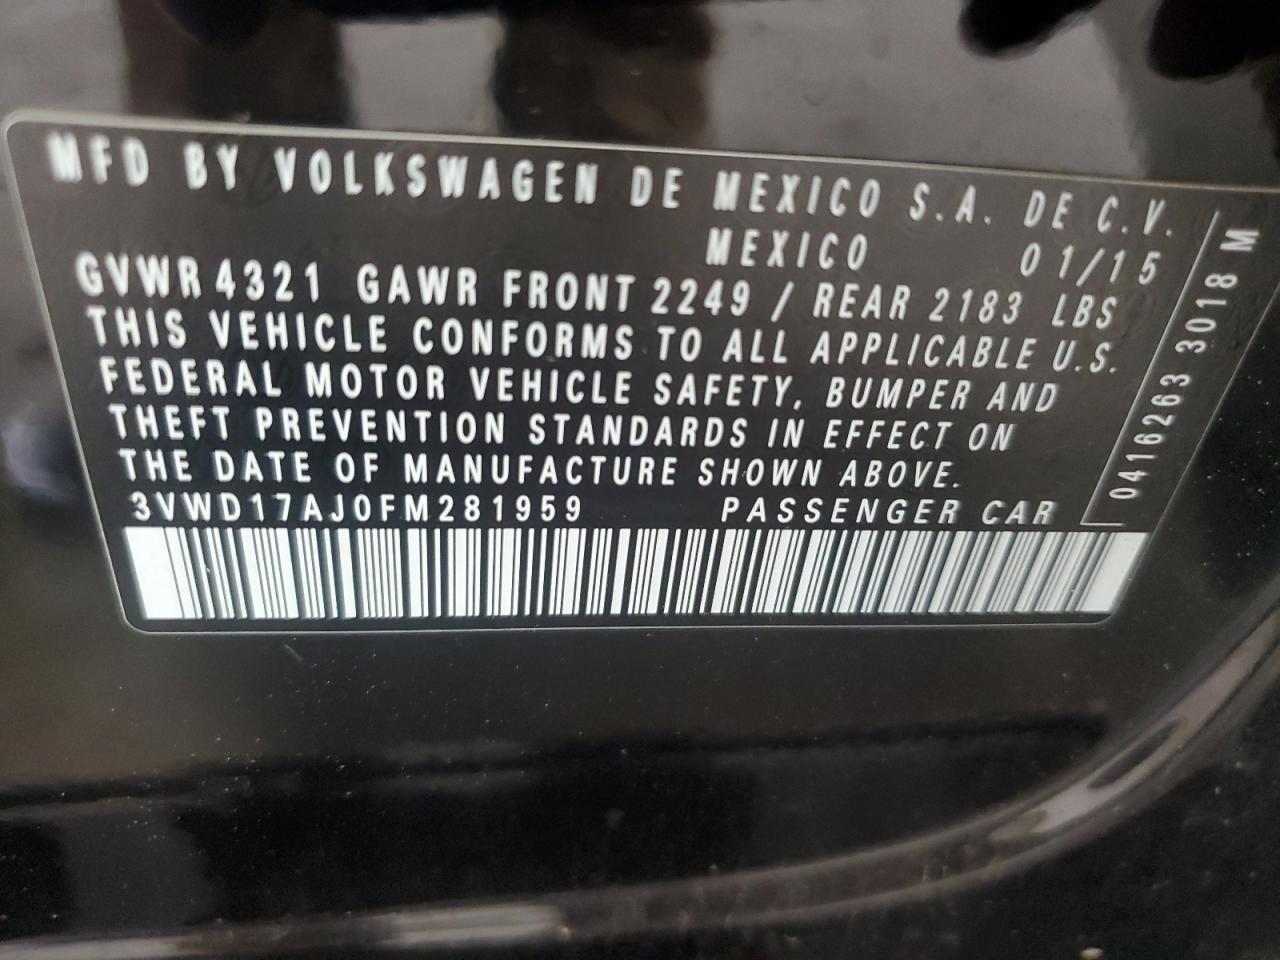 MFD BY VOLKSWAGEN DE MEXICO S.A. DE C.V.
MEXICO 01/15
GVWR 4321 GAWR FRONT 2249 / REAR 2183 LBS
THIS VEHICLE CONFORMS TO ALL APPLICABLE U.S.
FEDERAL MOTOR VEHICLE SAFETY, BUMPER AND
THEFT PREVENTION STANDARDS IN EFFECT ON
THE DATE OF MANUFACTURE SHOWN ABOVE.
3VWD17AJ0FM281959 PASSENGER CAR
0416263 3018 M